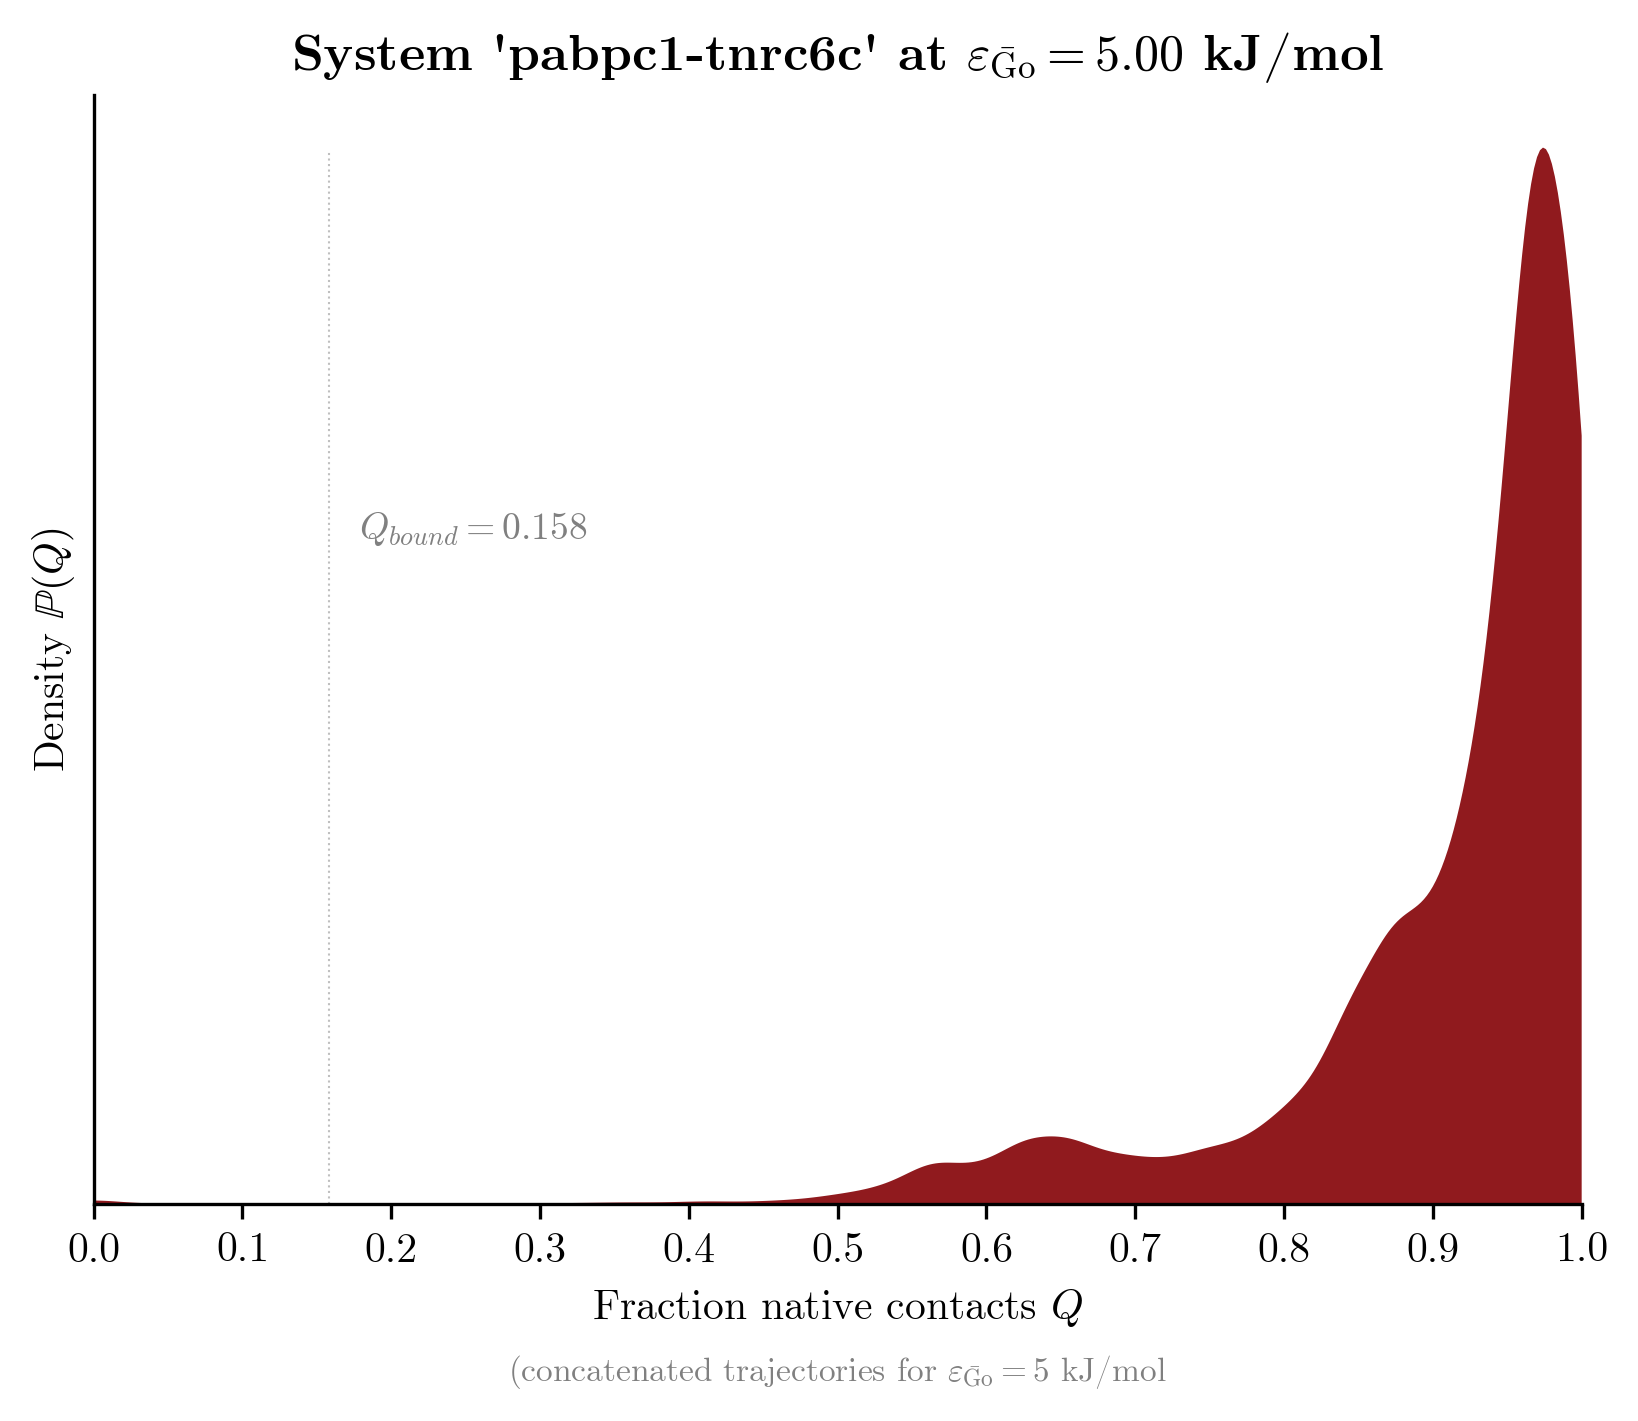 System 'pabpc1-tnrc6c' at ε_Ḡo = 5.00 kJ/mol
Q_bound = 0.158
Density ℙ(Q)
0.0 0.1 0.2 0.3 0.4 0.5 0.6 0.7 0.8 0.9 1.0
Fraction native contacts Q
(concatenated trajectories for ε_Ḡo = 5 kJ/mol